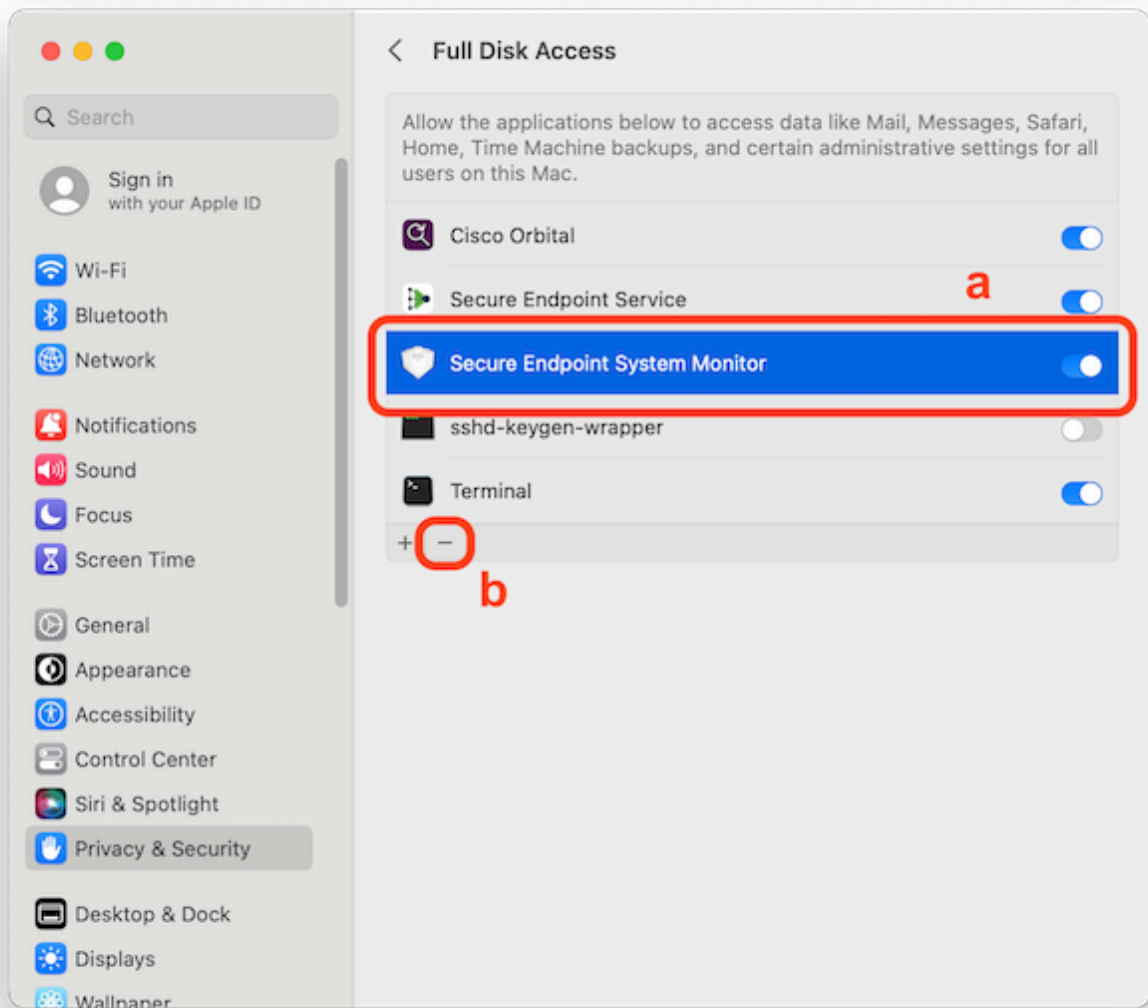 Search
Sign in
with your Apple ID
Wi-Fi
Bluetooth
Network
Notifications
Sound
Focus
Screen Time
General
Appearance
Accessibility
Control Center
Siri & Spotlight
Privacy & Security
Desktop & Dock
Displays
Wallpaper
Full Disk Access
Allow the applications below to access data like Mail, Messages, Safari,
Home, Time Machine backups, and certain administrative settings for all
users on this Mac.
Cisco Orbital
a
Secure Endpoint Service
Secure Endpoint System Monitor
sshd-keygen-wrapper
Terminal
+ −
b